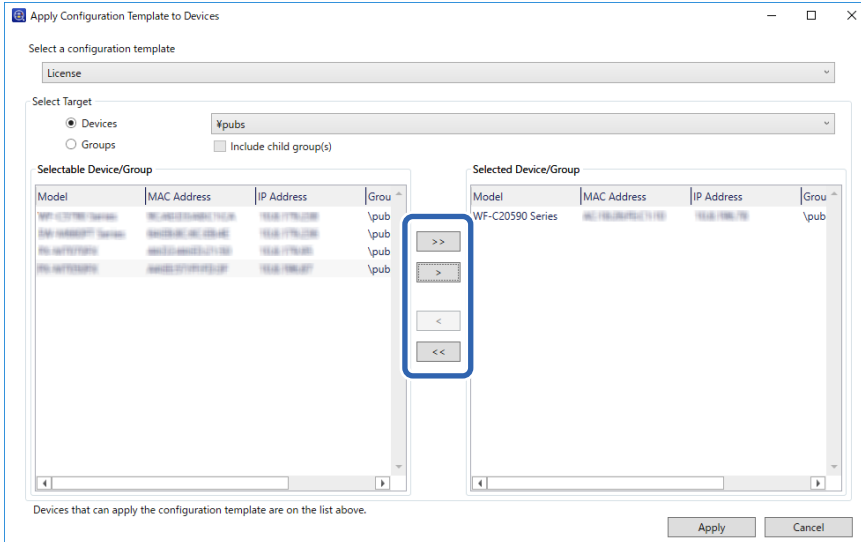 Apply Configuration Template to Devices
Select a configuration template
License
Select Target
Devices
¥pubs
Groups
Include child group(s)
Selectable Device/Group
Selected Device/Group
Model MAC Address IP Address Grou
Model MAC Address IP Address Grou
\pub
WF-C20590 Series \pub
\pub
\pub
\pub
>>
>
<
<<
Devices that can apply the configuration template are on the list above.
Apply
Cancel